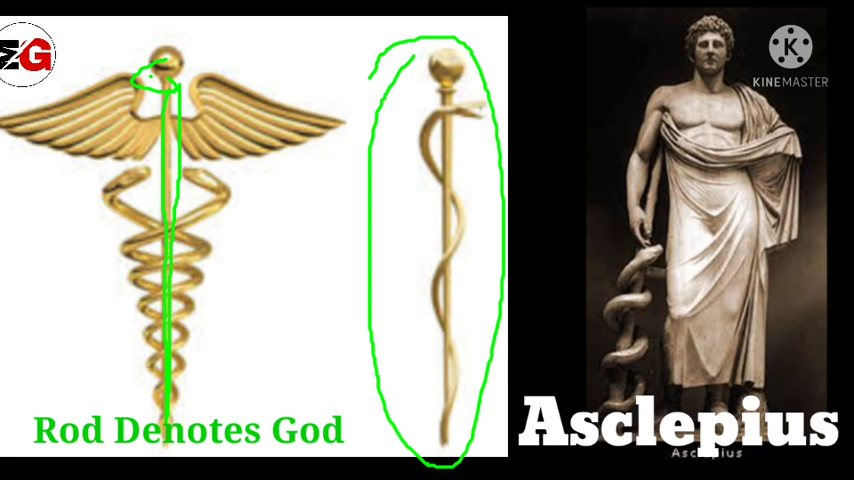 ZG
KINEMASTER
Rod Denotes God
Asclepius
Asclepius